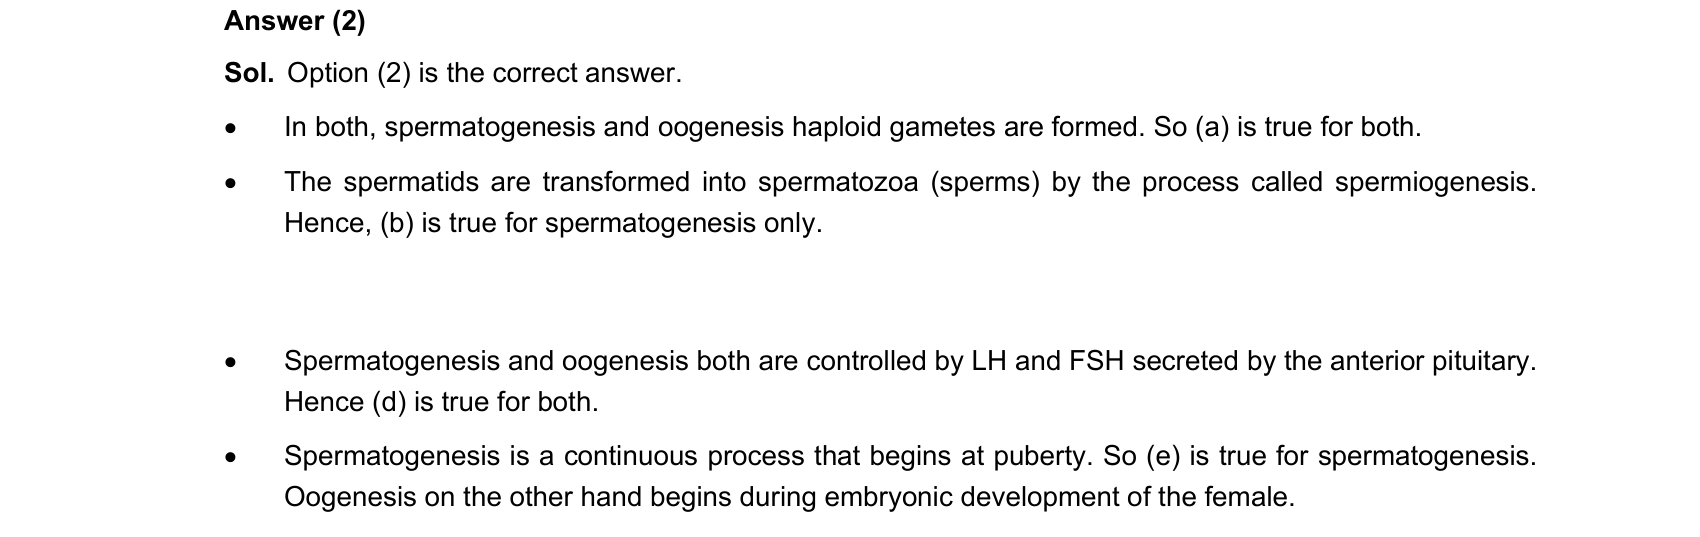 Answer (2)
Sol. Option (2) is the correct answer.
• In both, spermatogenesis and oogenesis haploid gametes are formed. So (a) is true for both.
• The spermatids are transformed into spermatozoa (sperms) by the process called spermiogenesis.
Hence, (b) is true for spermatogenesis only.
• Spermatogenesis and oogenesis both are controlled by LH and FSH secreted by the anterior pituitary.
Hence (d) is true for both.
• Spermatogenesis is a continuous process that begins at puberty. So (e) is true for spermatogenesis.
Oogenesis on the other hand begins during embryonic development of the female.